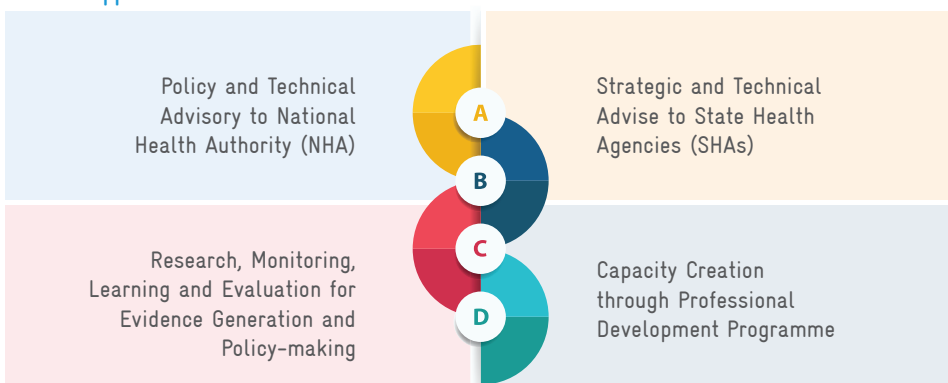 Policy and Technical
Advisory to National
Health Authority (NHA)
A
Strategic and Technical
Advise to State Health
Agencies (SHAs)
B
Research, Monitoring,
Learning and Evaluation for
Evidence Generation and
Policy-making
C
Capacity Creation
through Professional
Development Programme
D